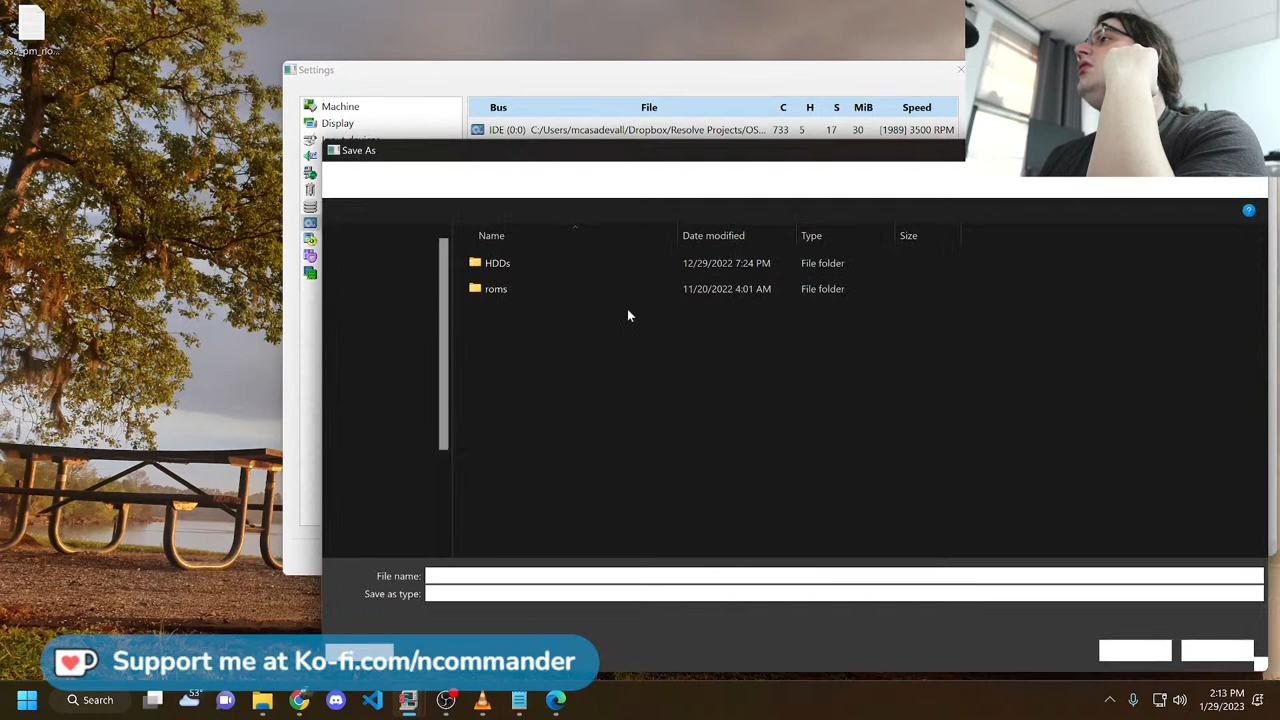 os2_pm_no...
Settings
Machine
Display
Bus File C H S MiB Speed
IDE (0:0) C:/Users/mcasadevall/Dropbox/Resolve Projects/OS... 733 5 17 30 [1989] 3500 RPM
Save As
Name Date modified Type Size
HDDs 12/29/2022 7:24 PM File folder
roms 11/20/2022 4:01 AM File folder
File name:
Save as type:
Support me at Ko-fi.com/ncommander
Search
53°
2:13 PM
1/29/2023